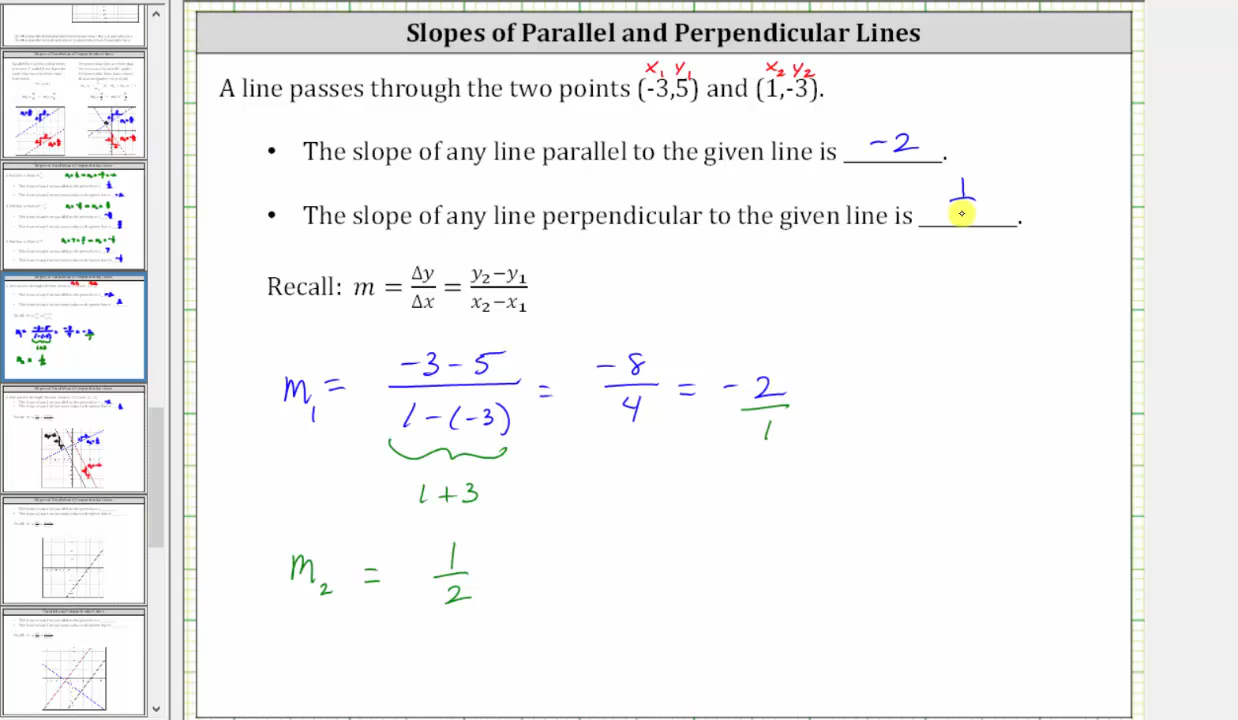 Slopes of Parallel and Perpendicular Lines
x₁ y₁ x₂ y₂
A line passes through the two points (-3,5) and (1,-3).
• The slope of any line parallel to the given line is -2.
• The slope of any line perpendicular to the given line is 1
Recall: m = Δy/Δx = (y₂−y₁)/(x₂−x₁)
m₁ = (-3-5)/(1-(-3)) = -8/4 = -2/1
1+3
m₂ = 1/2